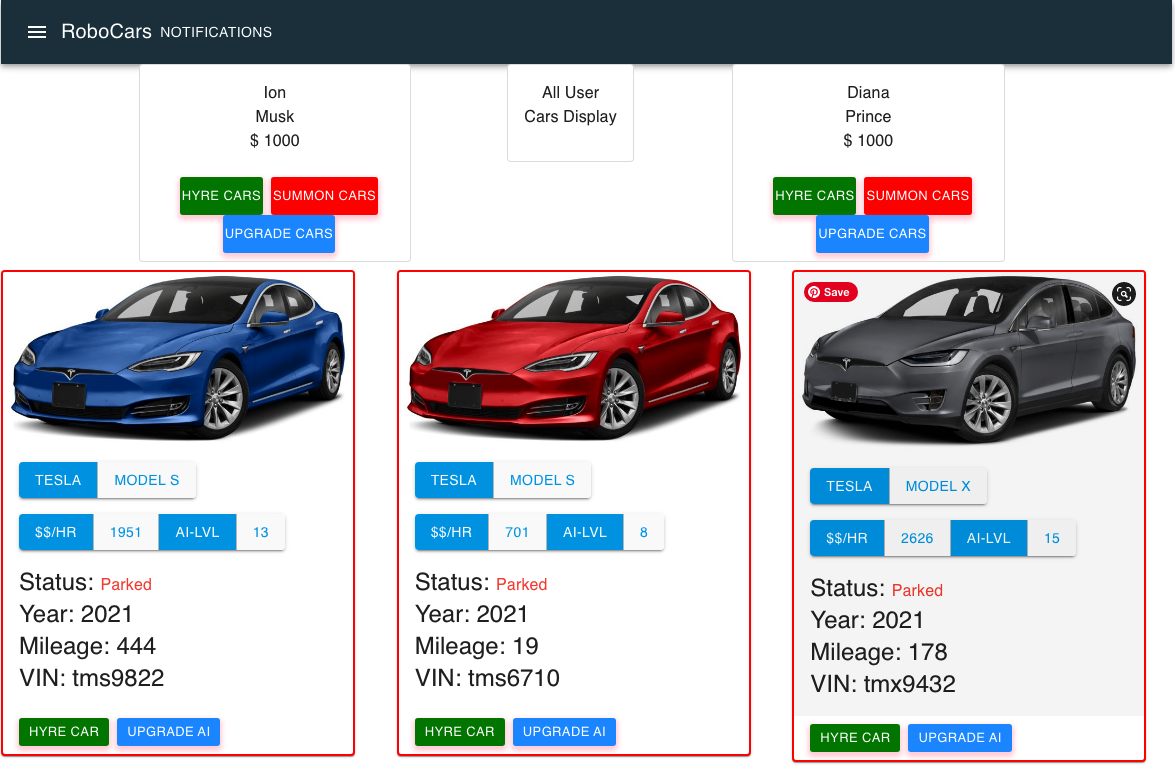 RoboCars NOTIFICATIONS
Ion
Musk
$ 1000
HYRE CARS SUMMON CARS
UPGRADE CARS
All User
Cars Display
Diana
Prince
$ 1000
HYRE CARS SUMMON CARS
UPGRADE CARS
TESLA MODEL S
$$/HR 1951 AI-LVL 13
Status: Parked
Year: 2021
Mileage: 444
VIN: tms9822
HYRE CAR UPGRADE AI
TESLA MODEL S
$$/HR 701 AI-LVL 8
Status: Parked
Year: 2021
Mileage: 19
VIN: tms6710
HYRE CAR UPGRADE AI
Save
TESLA MODEL X
$$/HR 2626 AI-LVL 15
Status: Parked
Year: 2021
Mileage: 178
VIN: tmx9432
HYRE CAR UPGRADE AI